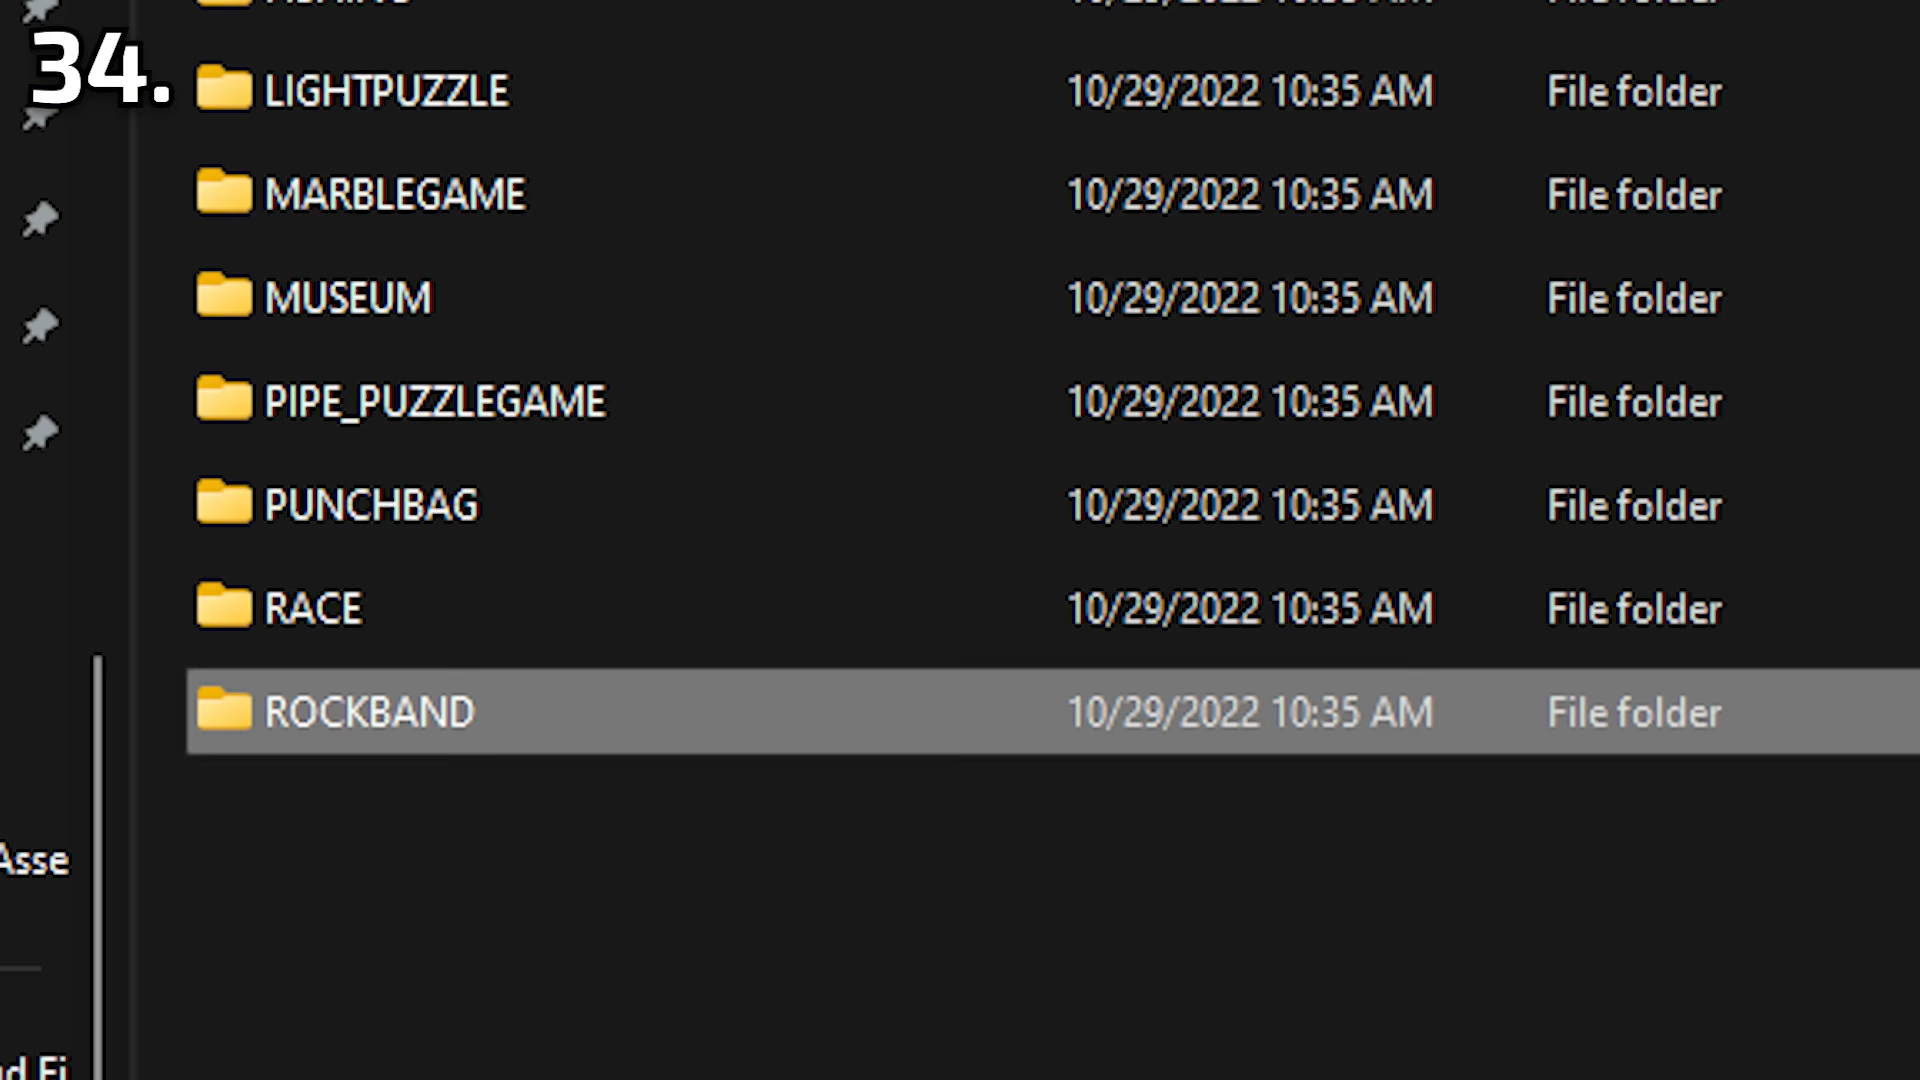 34.
LIGHTPUZZLE 10/29/2022 10:35 AM File folder
MARBLEGAME 10/29/2022 10:35 AM File folder
MUSEUM 10/29/2022 10:35 AM File folder
PIPE_PUZZLEGAME 10/29/2022 10:35 AM File folder
PUNCHBAG 10/29/2022 10:35 AM File folder
RACE 10/29/2022 10:35 AM File folder
ROCKBAND 10/29/2022 10:35 AM File folder
Asse